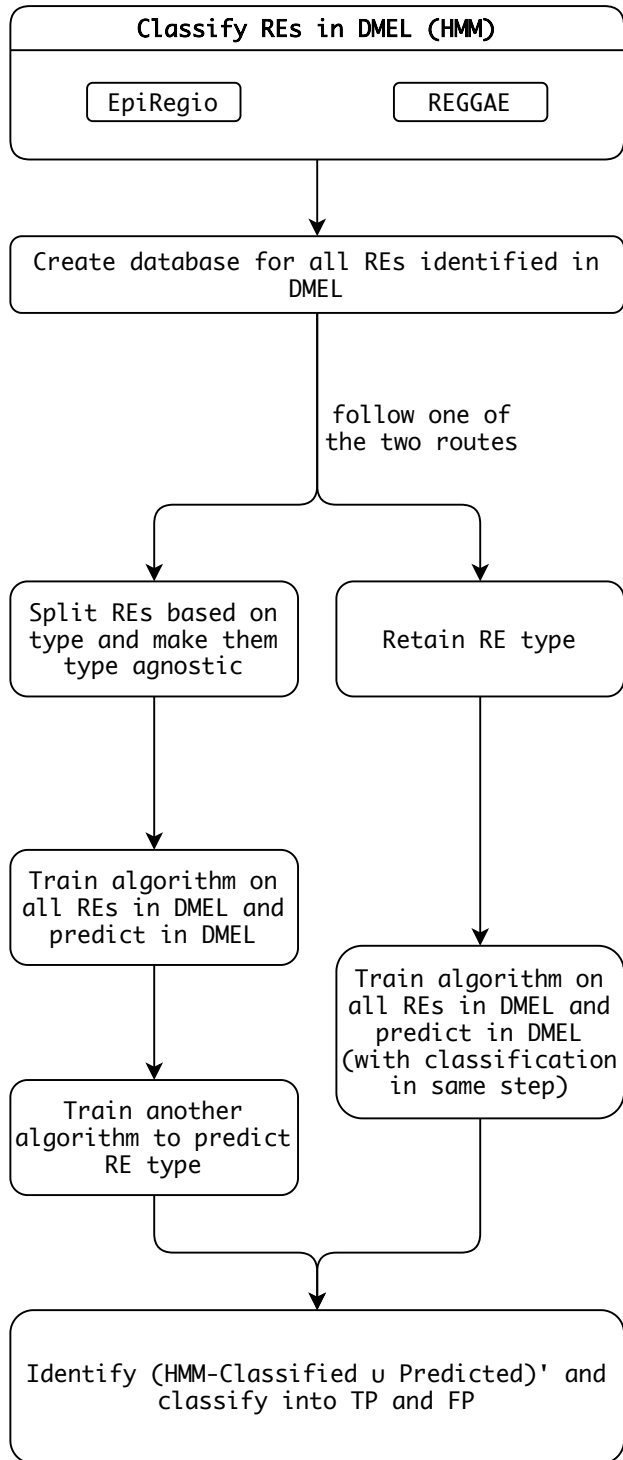 Classify REs in DMEL (HMM)
EpiRegio
REGGAE
Create database for all REs identified in
DMEL
follow one of
the two routes
Split REs based on
type and make them
type agnostic
Retain RE type
Train algorithm on
all REs in DMEL and
predict in DMEL
Train algorithm on
all REs in DMEL and
predict in DMEL
(with classification
in same step)
Train another
algorithm to predict
RE type
Identify (HMM-Classified ∪ Predicted)' and
classify into TP and FP